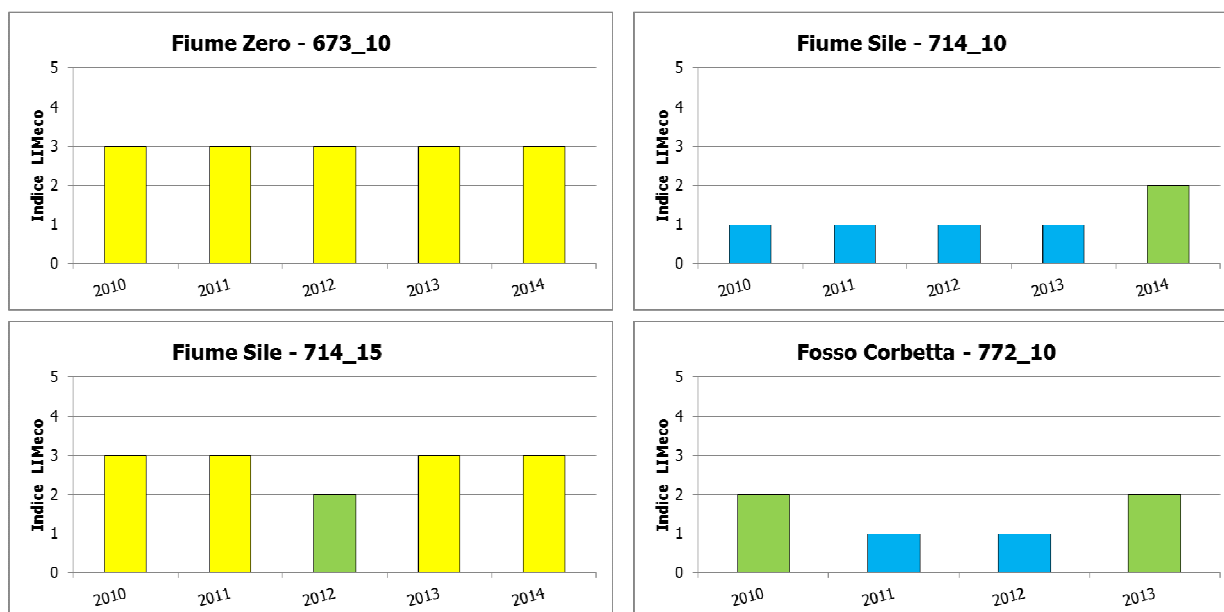 Fiume Zero - 673_10
Indice LIMeco
5
4
3
2
1
0
2010 2011 2012 2013 2014
Fiume Sile - 714_10
Indice LIMeco
5
4
3
2
1
0
2010 2011 2012 2013 2014
Fiume Sile - 714_15
Indice LIMeco
5
4
3
2
1
0
2010 2011 2012 2013 2014
Fosso Corbetta - 772_10
Indice LIMeco
5
4
3
2
1
0
2010 2011 2012 2013